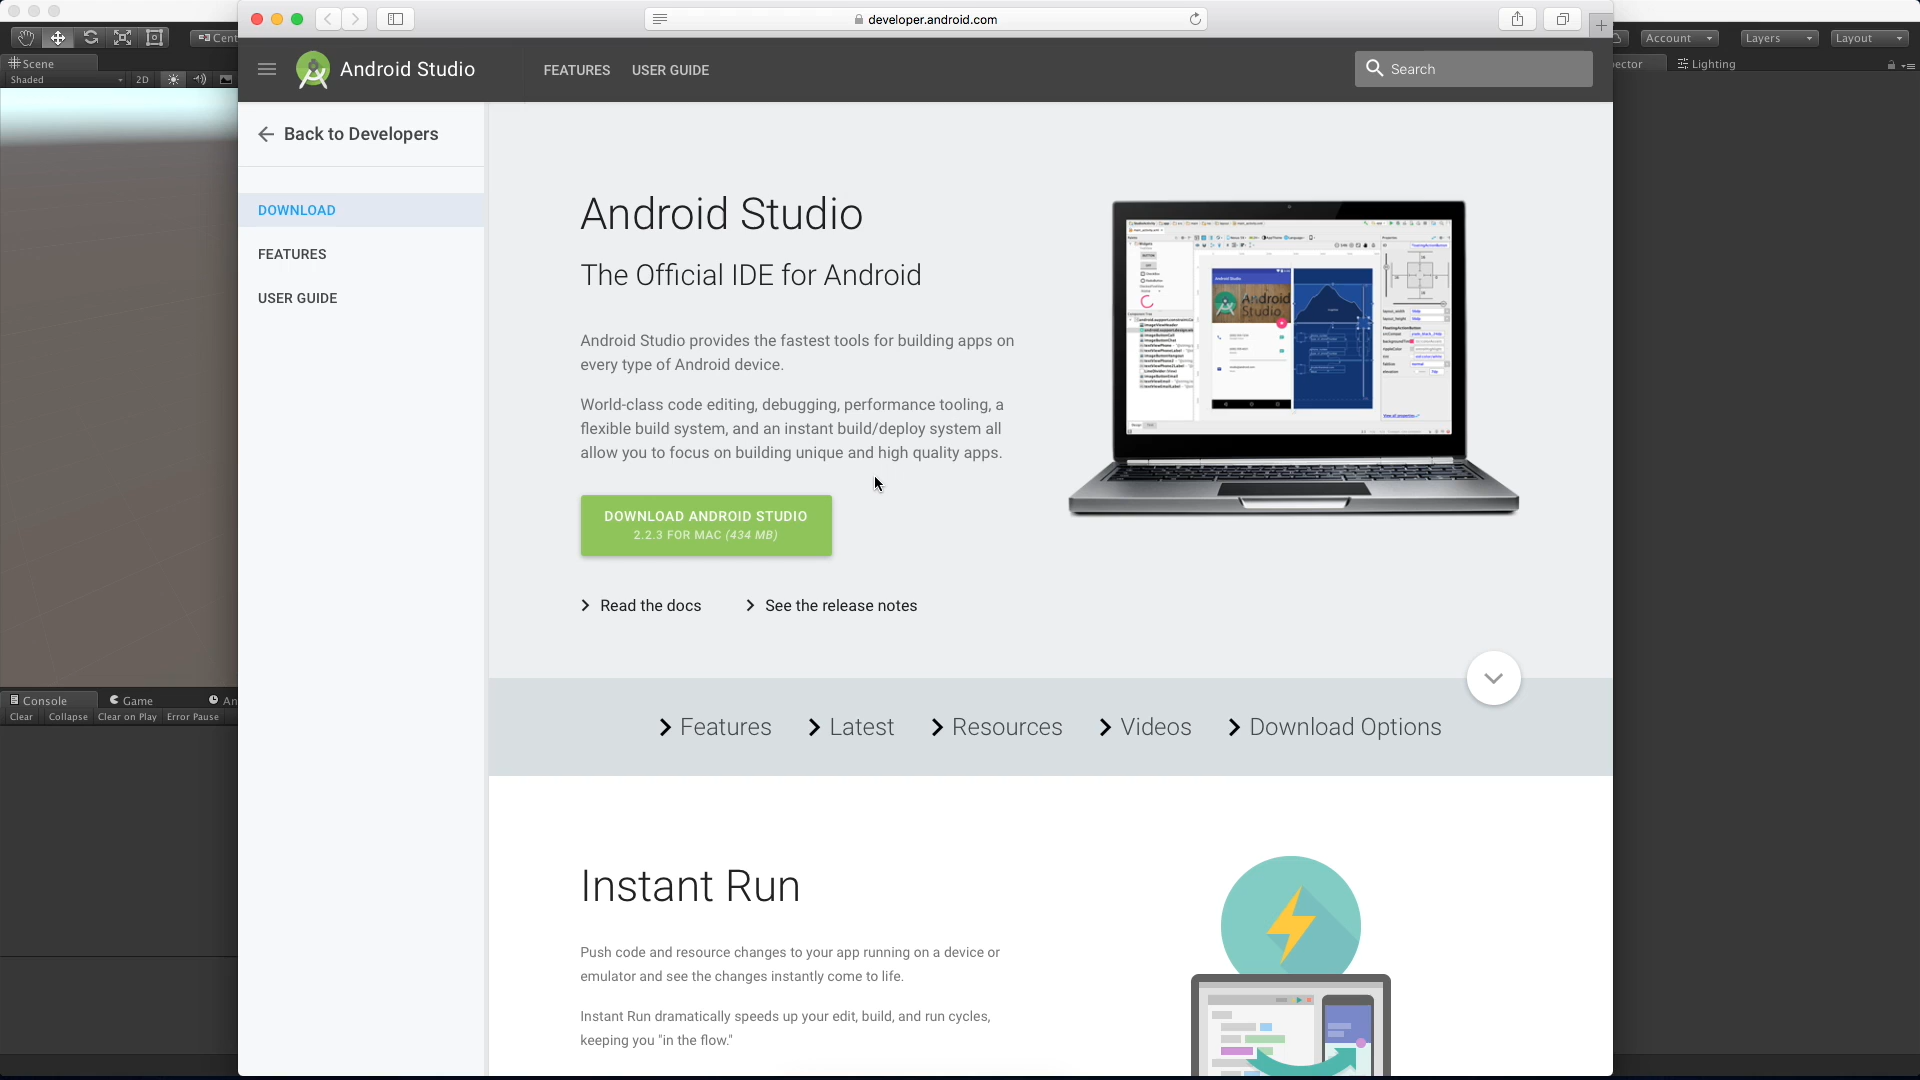 developer.android.com
Cent
Account
Layers
Layout
Scene
Shaded
2D
ector
Lighting
Android Studio
FEATURES
USER GUIDE
Search
Back to Developers
DOWNLOAD
FEATURES
USER GUIDE
Android Studio
The Official IDE for Android
Android Studio provides the fastest tools for building apps on
every type of Android device.
World-class code editing, debugging, performance tooling, a
flexible build system, and an instant build/deploy system all
allow you to focus on building unique and high quality apps.
DOWNLOAD ANDROID STUDIO
2.2.3 FOR MAC (434 MB)
Read the docs
See the release notes
Android
Studio
Features
Latest
Resources
Videos
Download Options
Console
Game
An
Clear
Collapse
Clear on Play
Error Pause
Instant Run
Push code and resource changes to your app running on a device or
emulator and see the changes instantly come to life.
Instant Run dramatically speeds up your edit, build, and run cycles,
keeping you "in the flow."